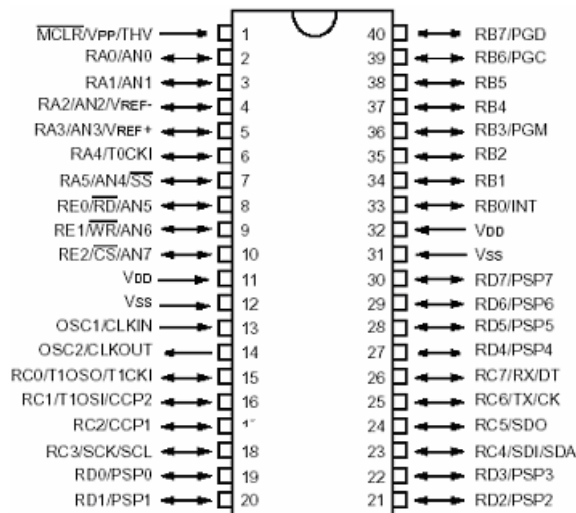 MCLR/VPP/THV 1 40 RB7/PGD
RA0/AN0 2 39 RB6/PGC
RA1/AN1 3 38 RB5
RA2/AN2/VREF- 4 37 RB4
RA3/AN3/VREF+ 5 36 RB3/PGM
RA4/T0CKI 6 35 RB2
RA5/AN4/SS 7 34 RB1
RE0/RD/AN5 8 33 RB0/INT
RE1/WR/AN6 9 32 VDD
RE2/CS/AN7 10 31 VSS
VDD 11 30 RD7/PSP7
VSS 12 29 RD6/PSP6
OSC1/CLKIN 13 28 RD5/PSP5
OSC2/CLKOUT 14 27 RD4/PSP4
RC0/T1OSO/T1CKI 15 26 RC7/RX/DT
RC1/T1OSI/CCP2 16 25 RC6/TX/CK
RC2/CCP1 24 RC5/SDO
RC3/SCK/SCL 18 23 RC4/SDI/SDA
RD0/PSP0 19 22 RD3/PSP3
RD1/PSP1 20 21 RD2/PSP2